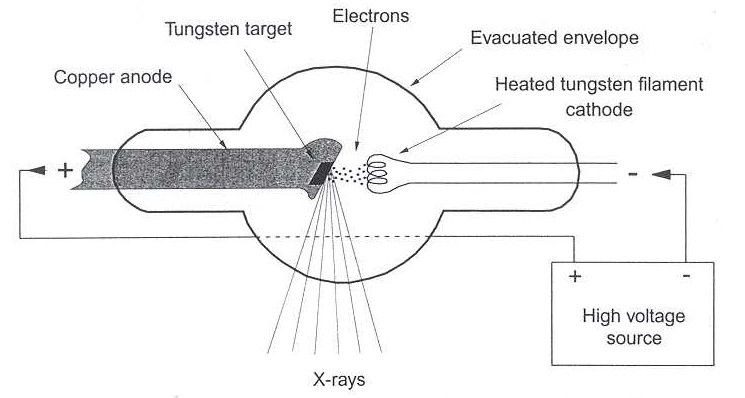 Electrons
Tungsten target
Evacuated envelope
Copper anode
Heated tungsten filament
cathode
+
-
+ -
High voltage
source
X-rays